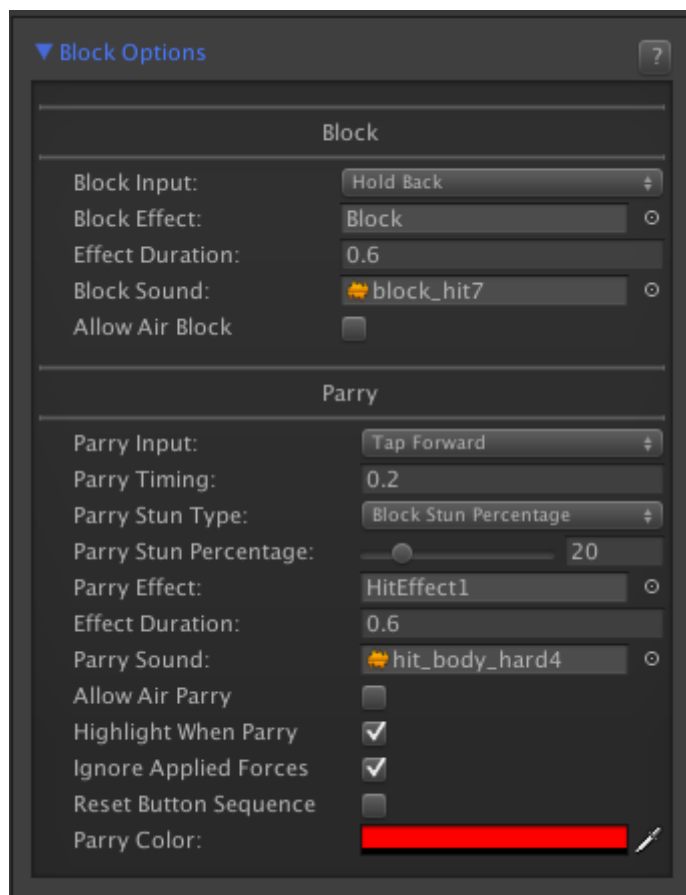 ▼ Block Options ?
Block
Block Input: Hold Back
Block Effect: Block
Effect Duration: 0.6
Block Sound: block_hit7
Allow Air Block
Parry
Parry Input: Tap Forward
Parry Timing: 0.2
Parry Stun Type: Block Stun Percentage
Parry Stun Percentage: 20
Parry Effect: HitEffect1
Effect Duration: 0.6
Parry Sound: hit_body_hard4
Allow Air Parry
Highlight When Parry
Ignore Applied Forces
Reset Button Sequence
Parry Color: